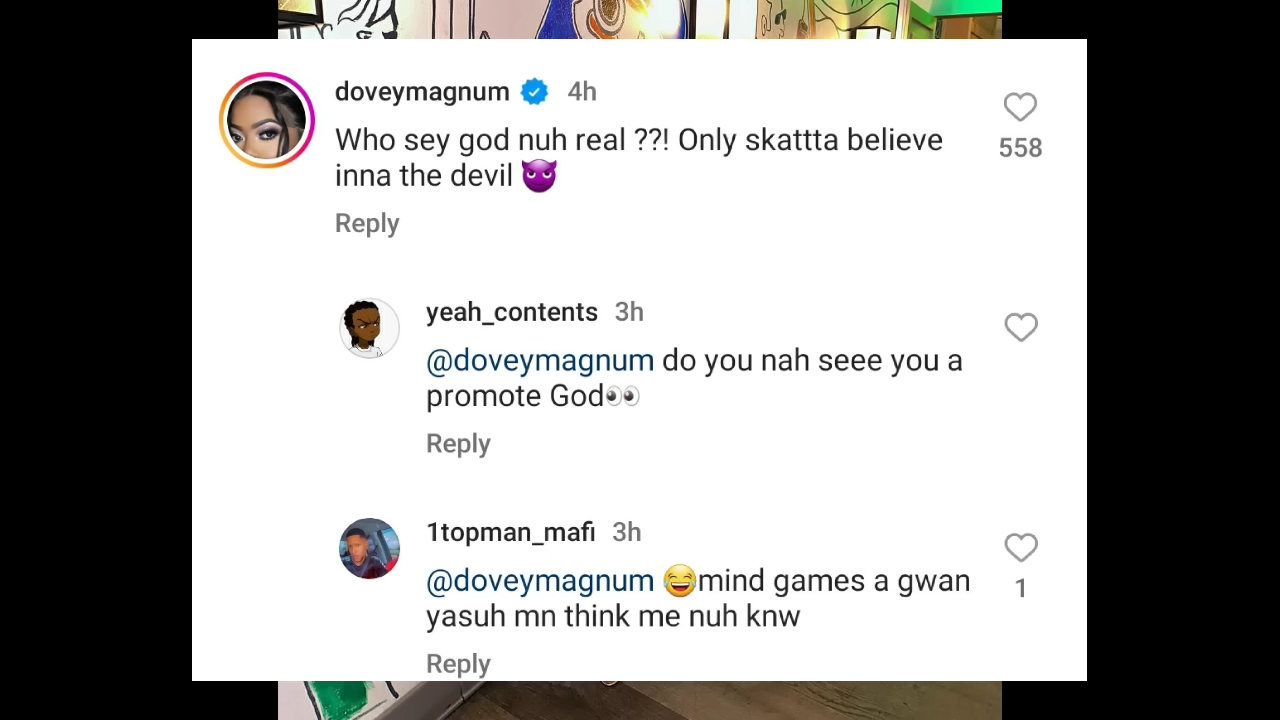 doveymagnum 4h
Who sey god nuh real ??! Only skattta believe
inna the devil 😈
558
Reply
yeah_contents 3h
@doveymagnum do you nah seee you a
promote God👀
Reply
1topman_mafi 3h
@doveymagnum 😂mind games a gwan
yasuh mn think me nuh knw
1
Reply